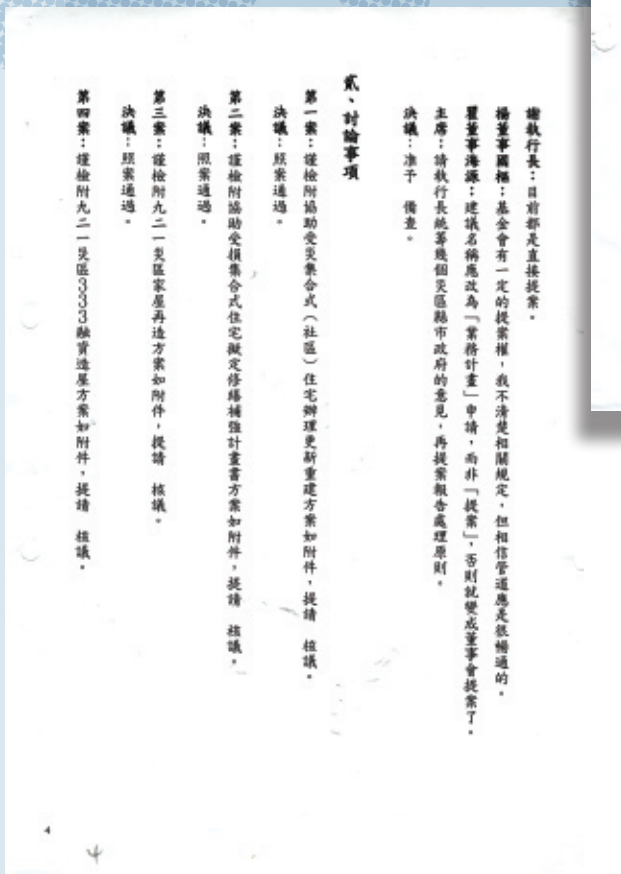 謝執行長：目前都是直接提案。
楊董事國樞：基金會有一定的提案權，我不清楚相關規定，但相信管道應是很暢通的。
瞿董事海源：建議名稱應改為「業務計畫」申請，而非「提案」，否則就變成董事會提案了。
主席：請執行長統籌幾個災區縣市政府的意見，再提案報告處理原則。
決議：准予　備查。
貳、討論事項
第一案：謹檢附協助受災集合式（社區）住宅辦理更新重建方案如附件，提請　核議。
決議：照案通過。
第二案：謹檢附協助受損集合式住宅擬定修繕補強計畫書方案如附件，提請　核議。
決議：照案通過。
第三案：謹檢附九二一災區家屋再造方案如附件，提請　核議。
決議：照案通過。
第四案：謹檢附九二一災區333融資造屋方案如附件，提請　核議。
4